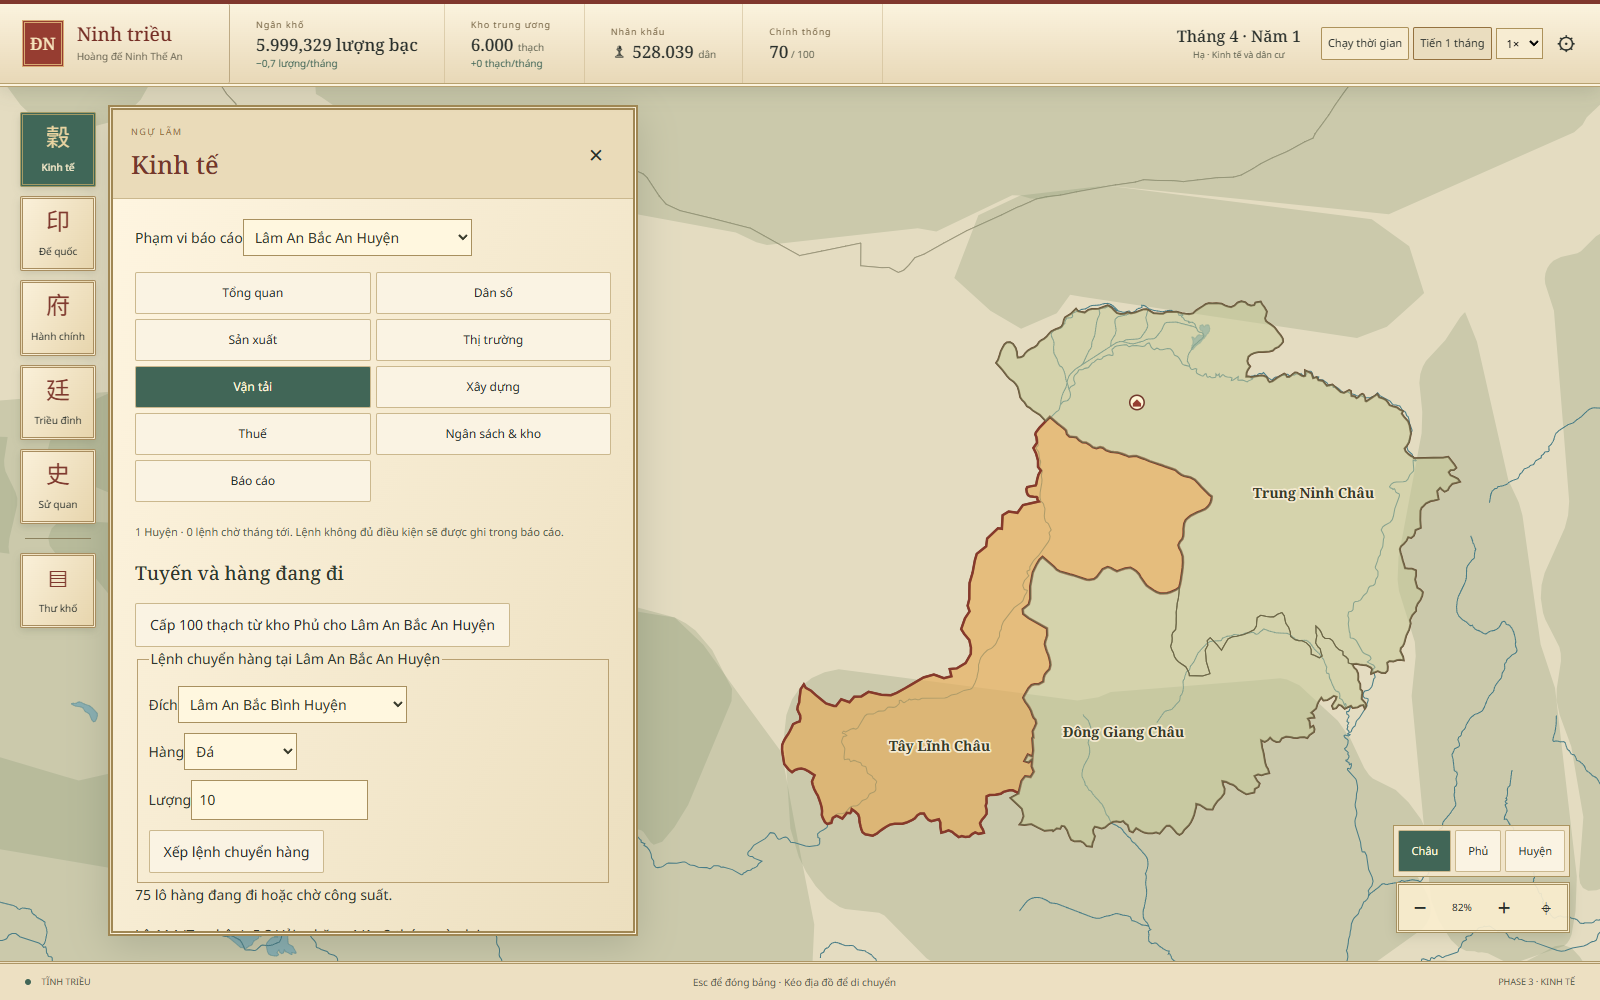 ĐN
Ninh triều
Hoàng đế Ninh Thế An
Ngân khố
5.999,329 lượng bạc
−0,7 lượng/tháng
Kho trung ương
6.000 thạch
+0 thạch/tháng
Nhân khẩu
528.039 dân
Chính thống
70 / 100
Tháng 4 · Năm 1
Hạ · Kinh tế và dân cư
Chạy thời gian
Tiến 1 tháng
1×
穀
Kinh tế
印
Đế quốc
府
Hành chính
廷
Triều đình
史
Sử quan
Thư khố
NGỰ LÃM
Kinh tế
Phạm vi báo cáo
Lâm An Bắc An Huyện
Tổng quan
Dân số
Sản xuất
Thị trường
Vận tải
Xây dựng
Thuế
Ngân sách & kho
Báo cáo
1 Huyện · 0 lệnh chờ tháng tới. Lệnh không đủ điều kiện sẽ được ghi trong báo cáo.
Tuyến và hàng đang đi
Cấp 100 thạch từ kho Phủ cho Lâm An Bắc An Huyện
Lệnh chuyển hàng tại Lâm An Bắc An Huyện
Đích
Lâm An Bắc Bình Huyện
Hàng
Đá
Lượng
10
Xếp lệnh chuyển hàng
75 lô hàng đang đi hoặc chờ công suất.
Trung Ninh Châu
Tây Lĩnh Châu
Đông Giang Châu
Châu
Phủ
Huyện
82%
TĨNH TRIỀU
Esc để đóng bảng · Kéo địa đồ để di chuyển
PHASE 3 · KINH TẾ